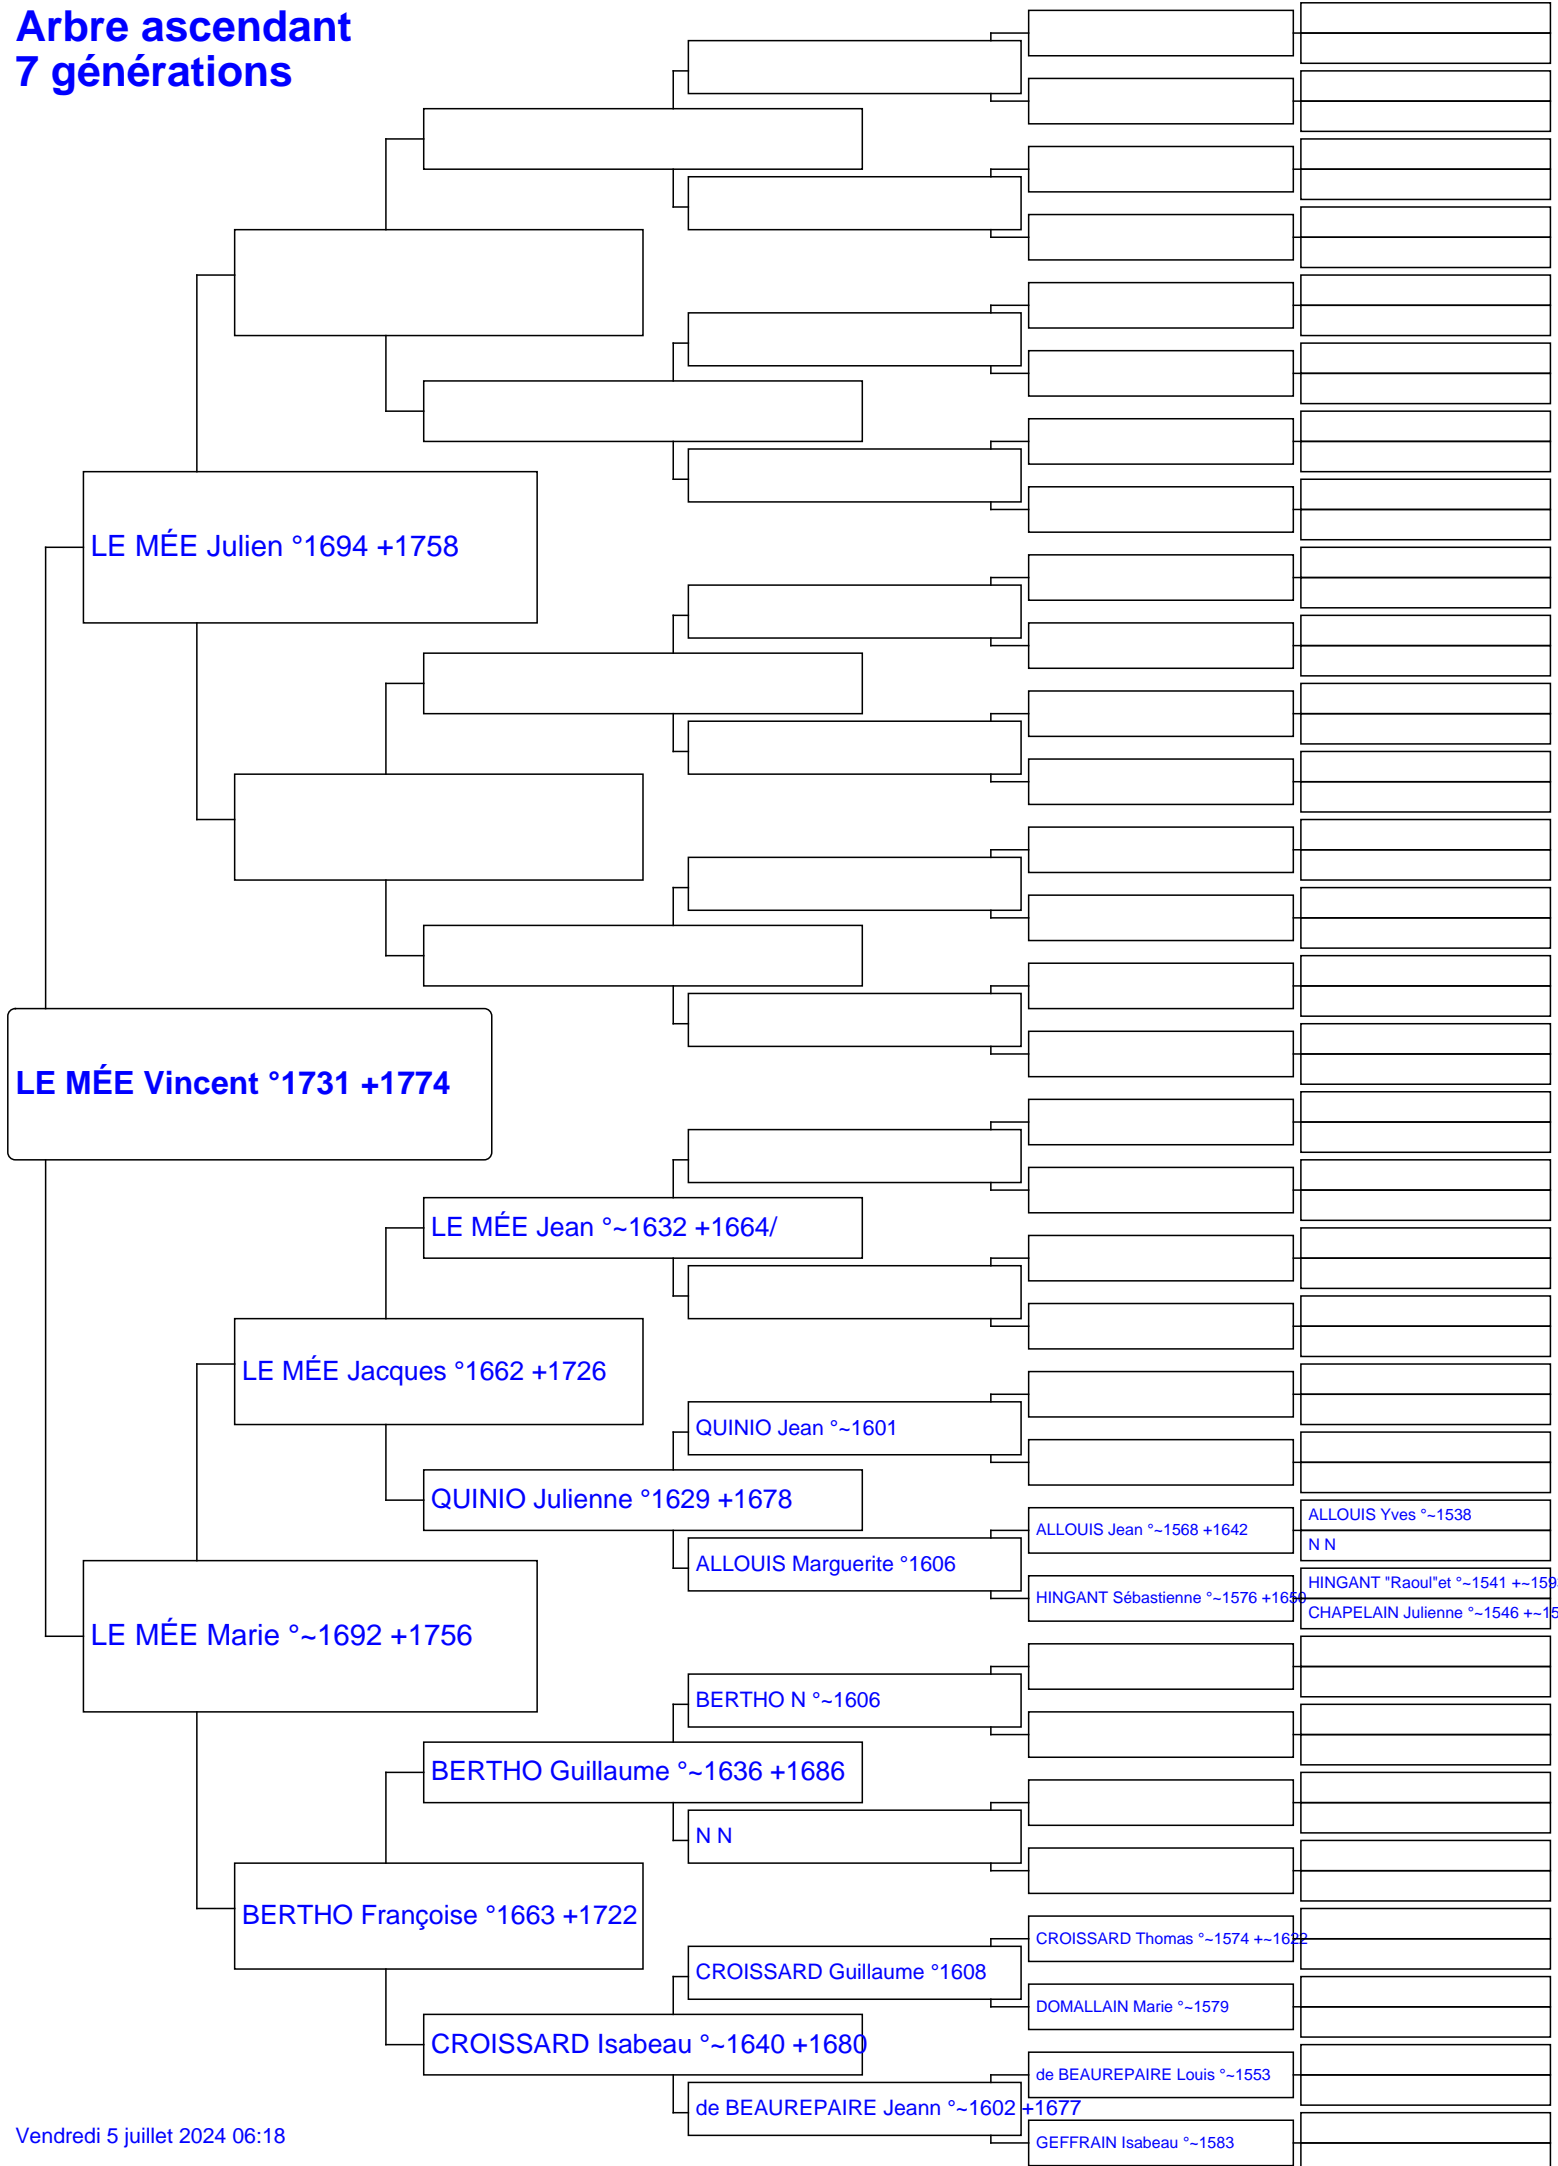 Arbre ascendant
7 générations
LE MÉE Julien °1694 +1758
LE MÉE Vincent °1731 +1774
LE MÉE Jean °~1632 +1664/
LE MÉE Jacques °1662 +1726
QUINIO Jean °~1601
QUINIO Julienne °1629 +1678
ALLOUIS Yves °~1538
ALLOUIS Jean °~1568 +1642
N N
ALLOUIS Marguerite °1606
HINGANT "Raoul"et °~1541 +~159
HINGANT Sébastienne °~1576 +1650
CHAPELAIN Julienne °~1546 +~15
LE MÉE Marie °~1692 +1756
BERTHO N °~1606
BERTHO Guillaume °~1636 +1686
N N
BERTHO Françoise °1663 +1722
CROISSARD Thomas °~1574 +~1622
CROISSARD Guillaume °1608
DOMALLAIN Marie °~1579
CROISSARD Isabeau °~1640 +1680
de BEAUREPAIRE Louis °~1553
de BEAUREPAIRE Jeann °~1602 +1677
GEFFRAIN Isabeau °~1583
Vendredi 5 juillet 2024 06:18